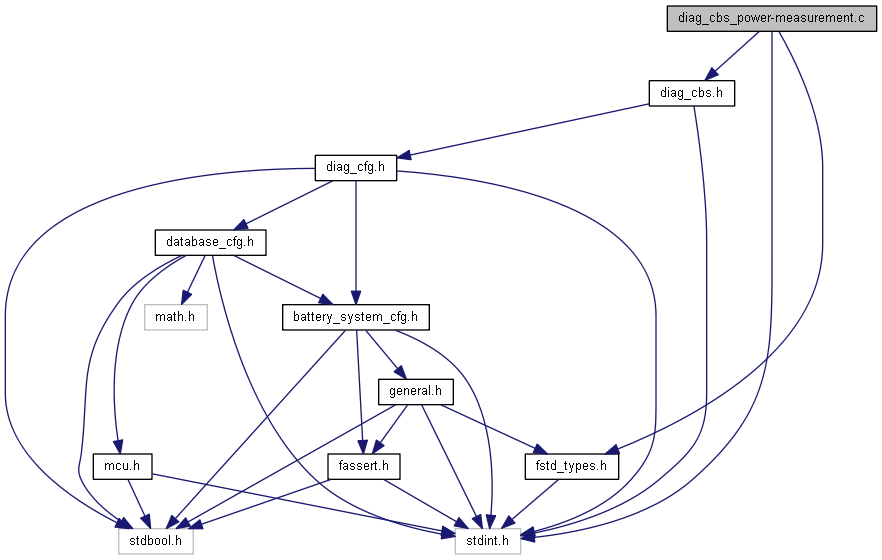 diag_cbs_power-measurement.c
diag_cbs.h
diag_cfg.h
database_cfg.h
math.h
battery_system_cfg.h
general.h
mcu.h
fassert.h
fstd_types.h
stdbool.h
stdint.h